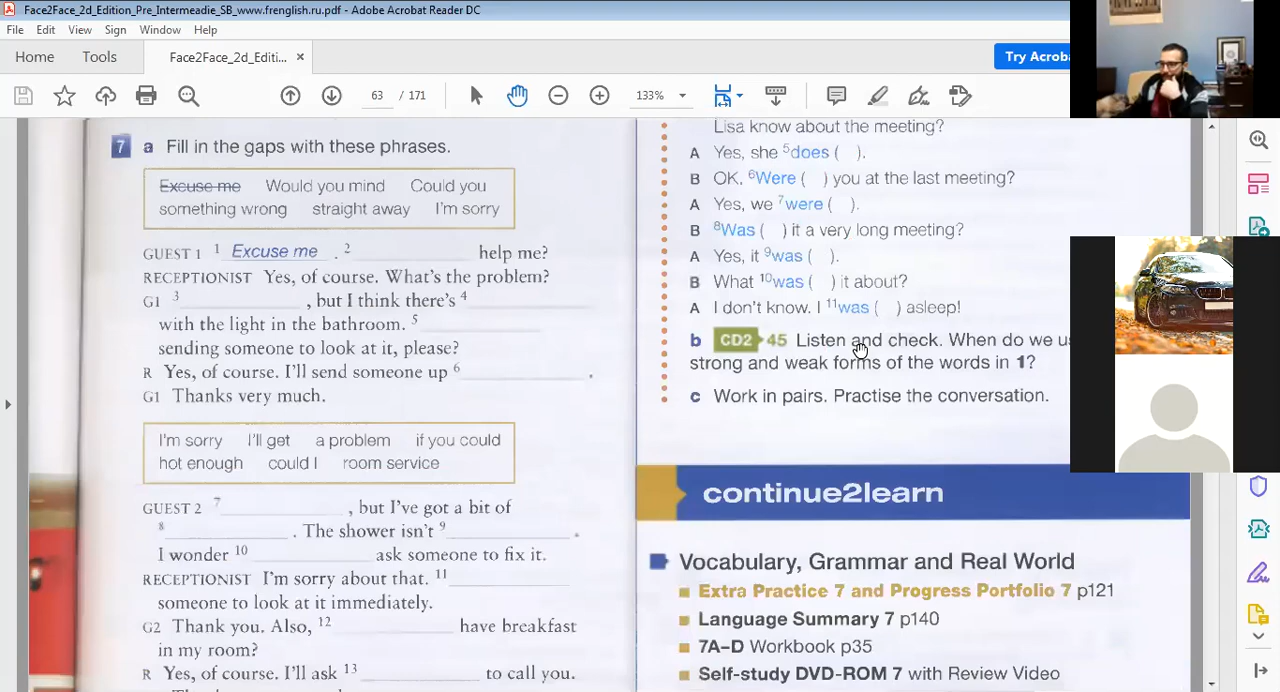 Face2Face_2d_Edition_Pre_Intermeadie_SB_www.frenglish.ru.pdf - Adobe Acrobat Reader DC
File Edit View Sign Window Help
Home Tools Face2Face_2d_Editi... × Try Acroba
63 / 171 133%
7 a Fill in the gaps with these phrases.
Excuse me Would you mind Could you
something wrong straight away I'm sorry
GUEST 1 1 Excuse me . 2 help me?
RECEPTIONIST Yes, of course. What's the problem?
G1 3 , but I think there's 4
with the light in the bathroom. 5
sending someone to look at it, please?
R Yes, of course. I'll send someone up 6 .
G1 Thanks very much.
I'm sorry I'll get a problem if you could
hot enough could I room service
GUEST 2 7 , but I've got a bit of
8 . The shower isn't 9 .
I wonder 10 ask someone to fix it.
RECEPTIONIST I'm sorry about that. 11
someone to look at it immediately.
G2 Thank you. Also, 12 have breakfast
in my room?
R Yes, of course. I'll ask 13 to call you.
Lisa know about the meeting?
A Yes, she 5does ( ).
B OK. 6Were ( ) you at the last meeting?
A Yes, we 7were ( ).
B 8Was ( ) it a very long meeting?
A Yes, it 9was ( ).
B What 10was ( ) it about?
A I don't know. I 11was ( ) asleep!
b CD2 45 Listen and check. When do we us
strong and weak forms of the words in 1?
c Work in pairs. Practise the conversation.
continue2learn
Vocabulary, Grammar and Real World
Extra Practice 7 and Progress Portfolio 7 p121
Language Summary 7 p140
7A–D Workbook p35
Self-study DVD-ROM 7 with Review Video